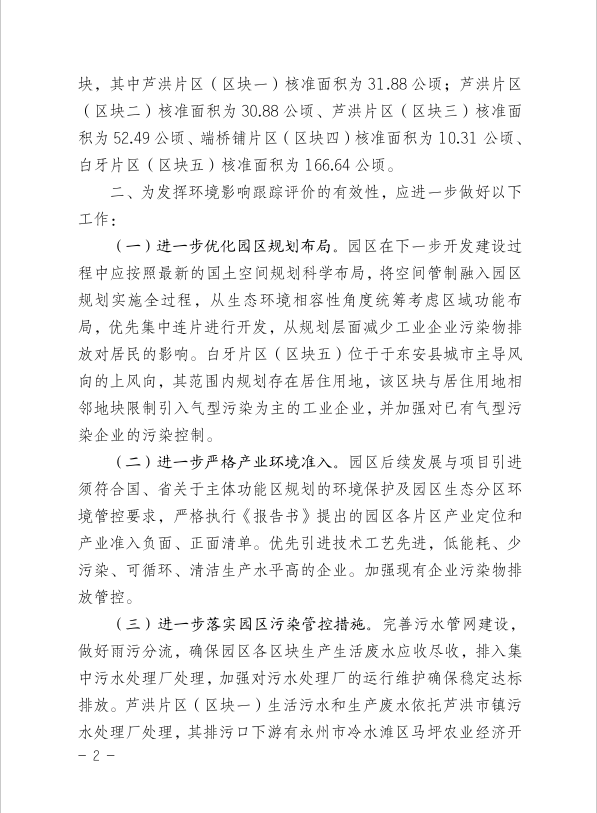 块，其中芦洪片区（区块一）核准面积为 31.88 公顷；芦洪片区
（区块二）核准面积为 30.88 公顷、芦洪片区（区块三）核准面
积为 52.49 公顷、端桥铺片区（区块四）核准面积为 10.31 公顷、
白牙片区（区块五）核准面积为 166.64 公顷。
二、为发挥环境影响跟踪评价的有效性，应进一步做好以下
工作：
（一）进一步优化园区规划布局。园区在下一步开发建设过
程中应按照最新的国土空间规划科学布局，将空间管制融入园区
规划实施全过程，从生态环境相容性角度统筹考虑区域功能布
局，优先集中连片进行开发，从规划层面减少工业企业污染物排
放对居民的影响。白牙片区（区块五）位于于东安县城市主导风
向的上风向，其范围内规划存在居住用地，该区块与居住用地相
邻地块限制引入气型污染为主的工业企业，并加强对已有气型污
染企业的污染控制。
（二）进一步严格产业环境准入。园区后续发展与项目引进
须符合国、省关于主体功能区规划的环境保护及园区生态分区环
境管控要求，严格执行《报告书》提出的园区各片区产业定位和
产业准入负面、正面清单。优先引进技术工艺先进，低能耗、少
污染、可循环、清洁生产水平高的企业。加强现有企业污染物排
放管控。
（三）进一步落实园区污染管控措施。完善污水管网建设，
做好雨污分流，确保园区各区块生产生活废水应收尽收，排入集
中污水处理厂处理，加强对污水处理厂的运行维护确保稳定达标
排放。芦洪片区（区块一）生活污水和生产废水依托芦洪市镇污
水处理厂处理，其排污口下游有永州市冷水滩区马坪农业经济开
- 2 -